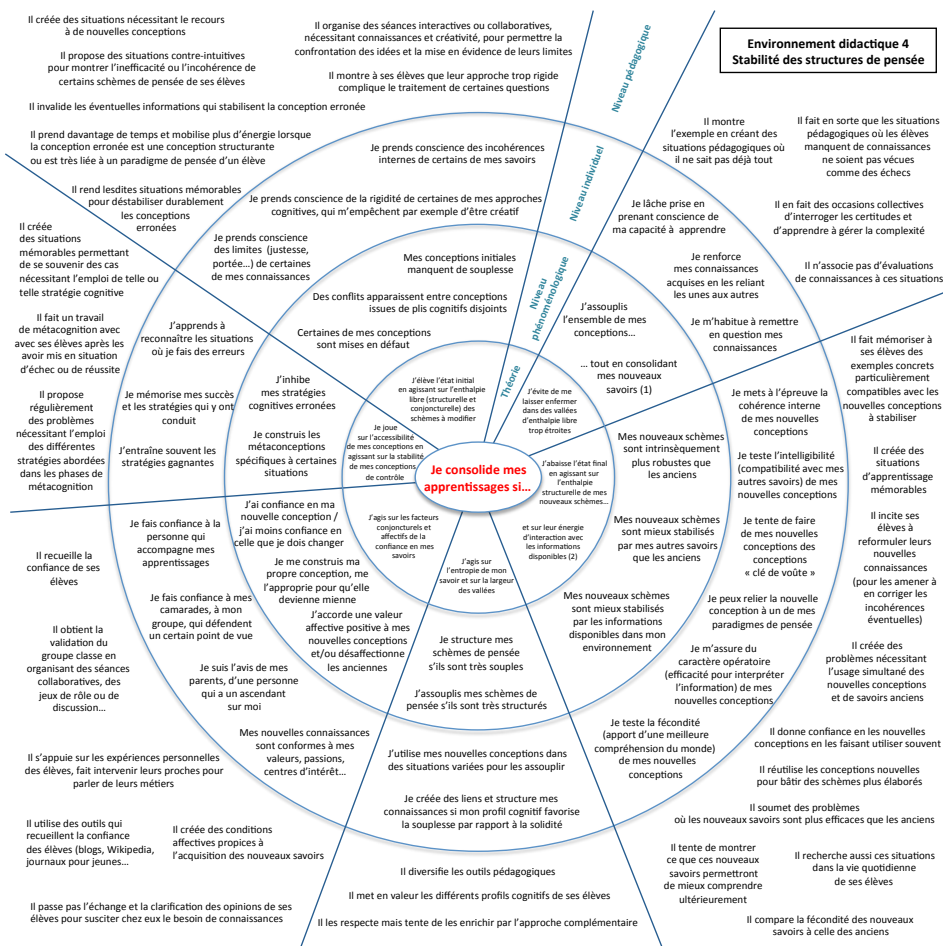 Environnement didactique 4
Stabilité des structures de pensée
Niveau pédagogique
Niveau individuel
Niveau
phénoménologique
Théorie
Je consolide mes
apprentissages si...
Il créée des situations nécessitant le recours
à de nouvelles conceptions
Il propose des situations contre-intuitives
pour montrer l'inefficacité ou l'incohérence de
certains schèmes de pensée de ses élèves
Il invalide les éventuelles informations qui stabilisent la conception erronée
Il prend davantage de temps et mobilise plus d'énergie lorsque
la conception erronée est une conception structurante
ou est très liée à un paradigme de pensée d'un élève
Il rend lesdites situations mémorables
pour déstabiliser durablement
les conceptions
erronées
Il organise des séances interactives ou collaboratives,
nécessitant connaissances et créativité, pour permettre la
confrontation des idées et la mise en évidence de leurs limites
Il montre à ses élèves que leur approche trop rigide
complique le traitement de certaines questions
Je prends conscience des incohérences
internes de certains de mes savoirs
Je prends conscience de la rigidité de certaines de mes approches
cognitives, qui m'empêchent par exemple d'être créatif
Je prends conscience
des limites (justesse,
portée...) de certaines
de mes connaissances
Mes conceptions initiales
manquent de souplesse
Des conflits apparaissent entre conceptions
issues de plis cognitifs disjoints
Certaines de mes conceptions
sont mises en défaut
J'élève l'état initial
en agissant sur l'enthalpie
libre (structurelle et
conjoncturelle) des
schèmes à modifier
Il montre
l'exemple en créant des
situations pédagogiques où
il ne sait pas déjà tout
Il fait en sorte que les situations
pédagogiques où les élèves
manquent de connaissances
ne soient pas vécues
comme des échecs
Il en fait des occasions collectives
d'interroger les certitudes et
d'apprendre à gérer la complexité
Il n'associe pas d'évaluations
de connaissances à ces situations
Je lâche prise en
prenant conscience de
ma capacité à apprendre
Je renforce
mes connaissances
acquises en les reliant
les unes aux autres
Je m'habitue à remettre
en question mes
connaissances
J'assouplis
l'ensemble de mes
conceptions...
... tout en consolidant
mes nouveaux
savoirs (1)
J'évite de me
laisser enfermer
dans des vallées
d'enthalpie libre
trop étroites
Il créée
des situations
mémorables permettant
de se souvenir des cas
nécessitant l'emploi de telle ou
telle stratégie cognitive
Il fait un travail
de métacognition avec
avec ses élèves après les
avoir mis en situation
d'échec ou de réussite
Il propose
régulièrement
des problèmes
nécessitant l'emploi
des différentes
stratégies abordées
dans les phases de
métacognition
J'apprends à
reconnaître les situations
où je fais des erreurs
Je mémorise mes succès
et les stratégies qui y ont
conduit
J'entraîne souvent les
stratégies gagnantes
J'inhibe
mes stratégies
cognitives erronées
Je construis les
métaconceptions
spécifiques à certaines
situations
Je joue
sur l'accessibilité
de mes conceptions en
agissant sur la stabilité
de mes conceptions
de contrôle
Il fait mémoriser à
ses élèves des
exemples concrets
particulièrement
compatibles avec les
nouvelles conceptions
à stabiliser
Il créée des
situations
d'apprentissage
mémorables
Il incite ses
élèves à
reformuler leurs
nouvelles
connaissances
(pour les amener à
en corriger les
incohérences
éventuelles)
Il créée des
problèmes nécessitant
l'usage simultané des
nouvelles conceptions
et de savoirs anciens
Il donne confiance en les nouvelles
conceptions en les faisant utiliser souvent
Il réutilise les conceptions nouvelles
pour bâtir des schèmes plus élaborés
Il soumet des problèmes
où les nouveaux savoirs sont plus efficaces que les anciens
Il tente de montrer
ce que ces nouveaux
savoirs permettront
de mieux comprendre
ultérieurement
Il recherche aussi ces situations
dans la vie quotidienne
de ses élèves
Il compare la fécondité des nouveaux
savoirs à celle des anciens
Je mets à l'épreuve la
cohérence interne
de mes nouvelles
conceptions
Je teste l'intelligibilité
(compatibilité avec mes
autres savoirs) de mes
nouvelles conceptions
Je tente de faire
de mes nouvelles
conceptions des
conceptions
« clé de voûte »
Je peux relier la nouvelle
conception à un de mes
paradigmes de pensée
Je m'assure du
caractère opératoire
(efficacité pour interpréter
l'information) de mes
nouvelles conceptions
Je teste la fécondité
(apport d'une meilleure
compréhension du monde)
de mes nouvelles
conceptions
Mes nouveaux schèmes
sont intrinsèquement
plus robustes que
les anciens
Mes nouveaux schèmes
sont mieux stabilisés
par mes autres savoirs
que les anciens
Mes nouveaux schèmes
sont mieux stabilisés
par les informations
disponibles dans mon
environnement
J'abaisse l'état final
en agissant sur
l'enthalpie
structurelle de mes
nouveaux schèmes...
et sur leur énergie
d'interaction avec
les informations
disponibles (2)
Il recueille la
confiance de ses
élèves
Il obtient la
validation du
groupe classe en
organisant des séances
collaboratives, des
jeux de rôle ou de
discussion...
Il s'appuie sur les expériences personnelles
des élèves, fait intervenir leurs proches pour
parler de leurs métiers
Il utilise des outils qui
recueillent la confiance
des élèves (blogs, Wikipedia,
journaux pour jeunes...
Il créée des conditions
affectives propices à
l'acquisition des nouveaux savoirs
Il passe pas l'échange et la clarification des opinions de ses
élèves pour susciter chez eux le besoin de connaissances
Je fais confiance à la
personne qui
accompagne mes
apprentissages
Je fais confiance à mes
camarades, à mon
groupe, qui défendent
un certain point de vue
Je suis l'avis de mes
parents, d'une personne
qui a un ascendant
sur moi
Mes nouvelles connaissances
sont conformes à mes
valeurs, passions,
centres d'intérêt...
J'ai confiance en ma
nouvelle conception /
j'ai moins confiance en
celle que je dois changer
Je me construis ma
propre conception, me
l'approprie pour qu'elle
devienne mienne
J'accorde une valeur
affective positive à mes
nouvelles conceptions
et/ou désaffectionne
les anciennes
J'agis sur les facteurs
conjoncturels et
affectifs de la
confiance en mes
savoirs
J'agis sur
l'entropie de mon
savoir et sur la largeur
des vallées
Je structure mes
schèmes de pensée
s'ils sont très souples
J'assouplis mes schèmes de
pensée s'ils sont très structurés
J'utilise mes nouvelles conceptions dans
des situations variées pour les assouplir
Je créée des liens et structure mes
connaissances si mon profil cognitif favorise
la souplesse par rapport à la solidité
Il diversifie les outils pédagogiques
Il met en valeur les différents profils cognitifs de ses élèves
Il les respecte mais tente de les enrichir par l'approche complémentaire